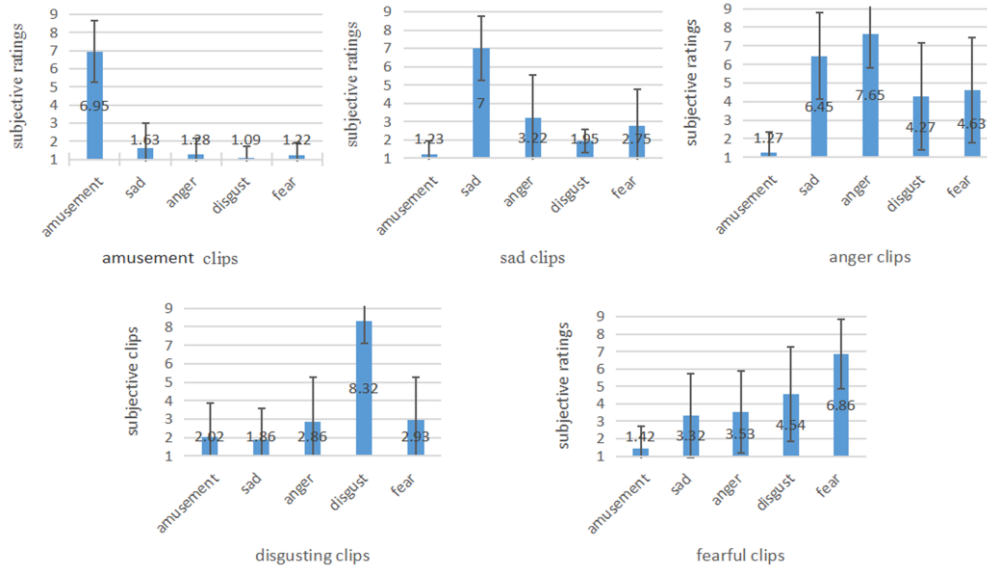 subjective ratings
9
8
7
6
5
4
3
2
1
6.95
1.63
1.28
1.09
1.22
amusement
sad
anger
disgust
fear
amusement clips
subjective ratings
9
8
7
6
5
4
3
2
1
1.23
7
3.22
1.95
2.75
amusement
sad
anger
disgust
fear
sad clips
subjective ratings
9
8
7
6
5
4
3
2
1
1.27
6.45
7.65
4.27
4.63
amusement
sad
anger
disgust
fear
anger clips
subjective clips
9
8
7
6
5
4
3
2
1
2.02
1.86
2.86
8.32
2.93
amusement
sad
anger
disgust
fear
disgusting clips
subjective ratings
9
8
7
6
5
4
3
2
1
1.42
3.32
3.53
4.54
6.86
amusement
sad
anger
disgust
fear
fearful clips